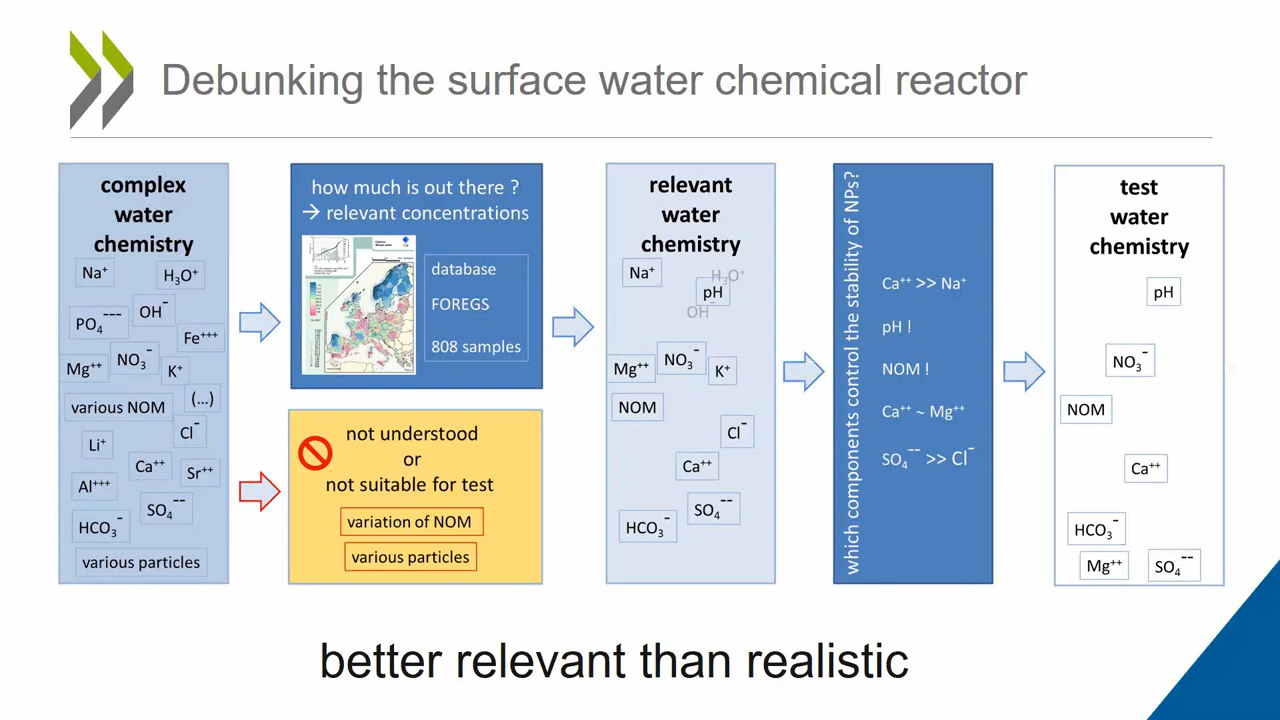 Debunking the surface water chemical reactor
complex
water
chemistry
Na⁺
H₃O⁺
PO₄⁻⁻⁻
OH⁻
Fe⁺⁺⁺
Mg⁺⁺
NO₃⁻
K⁺
various NOM
(...)
Li⁺
Cl⁻
Ca⁺⁺
Sr⁺⁺
Al⁺⁺⁺
SO₄⁻⁻
HCO₃⁻
various particles
how much is out there ?
→ relevant concentrations
database
FOREGS
808 samples
not understood
or
not suitable for test
variation of NOM
various particles
relevant
water
chemistry
Na⁺
H₃O⁺
pH
OH⁻
Mg⁺⁺
NO₃⁻
K⁺
NOM
Cl⁻
Ca⁺⁺
HCO₃⁻
SO₄⁻⁻
which components control the stability of NPs?
Ca⁺⁺ >> Na⁺
pH !
NOM !
Ca⁺⁺ ~ Mg⁺⁺
SO₄⁻⁻ >> Cl⁻
test
water
chemistry
pH
NO₃⁻
NOM
Ca⁺⁺
HCO₃⁻
Mg⁺⁺
SO₄⁻⁻
better relevant than realistic